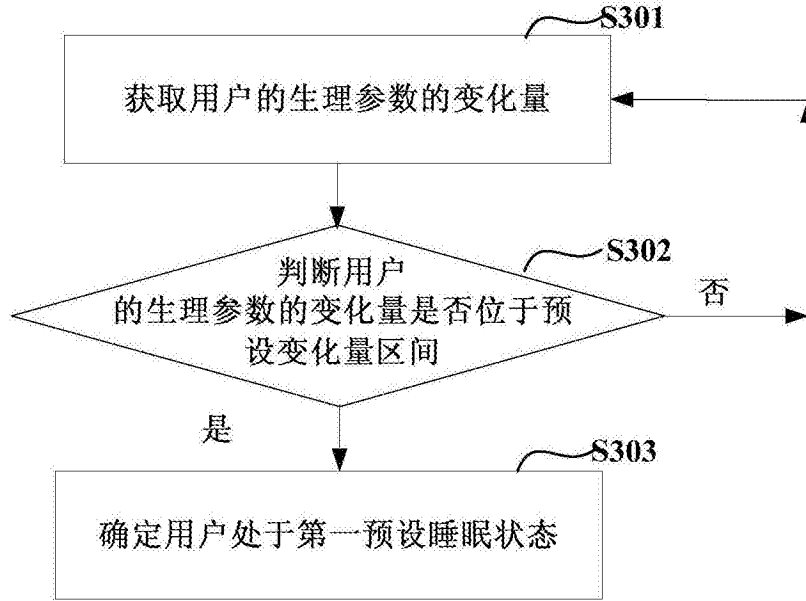 S301
获取用户的生理参数的变化量
S302
判断用户
的生理参数的变化量是否位于预
设变化量区间
否
是
S303
确定用户处于第一预设睡眠状态